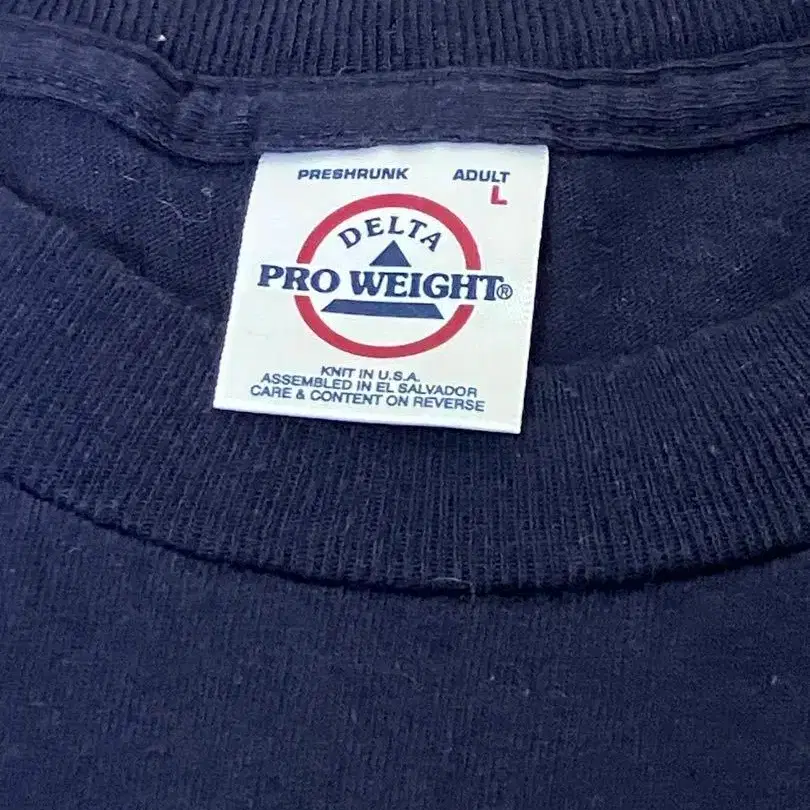 PRESHRUNK ADULT
L
DELTA
PRO WEIGHT®
KNIT IN U.S.A.
ASSEMBLED IN EL SALVADOR
CARE & CONTENT ON REVERSE